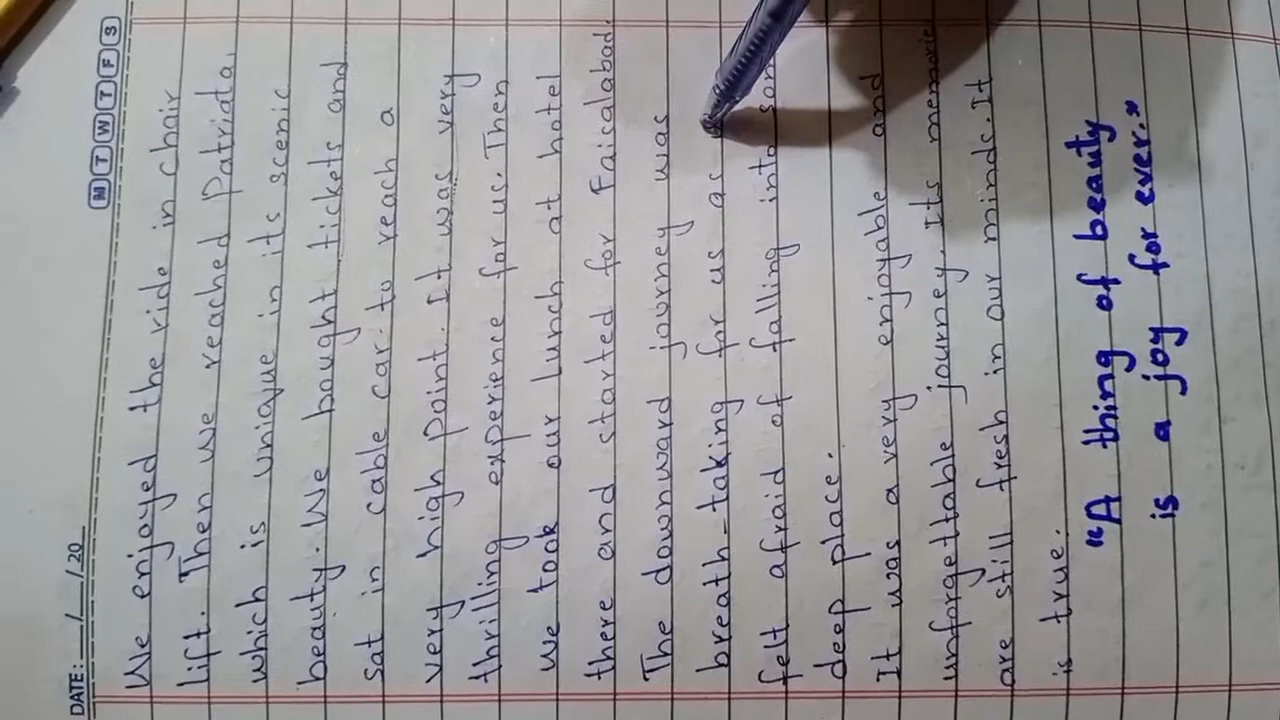 DATE: __/__/20__
M T W T F S
We enjoyed the ride in chair
lift. Then we reached Patriata,
which is uniqiue in its scenic
beauty. We bought tickets and
sat in cable car to reach a
very high point. It was very
thrilling experience for us. Then
we took our lunch at hotel
there and started for Faisalabad.
The downward journey was
breath-taking for us as
felt afraid of falling into
deep place.
It was a very enjoyable and
unforgettable journey. Its
are still fresh in our minds. It
is true.
"A thing of beauty
is a joy for ever."